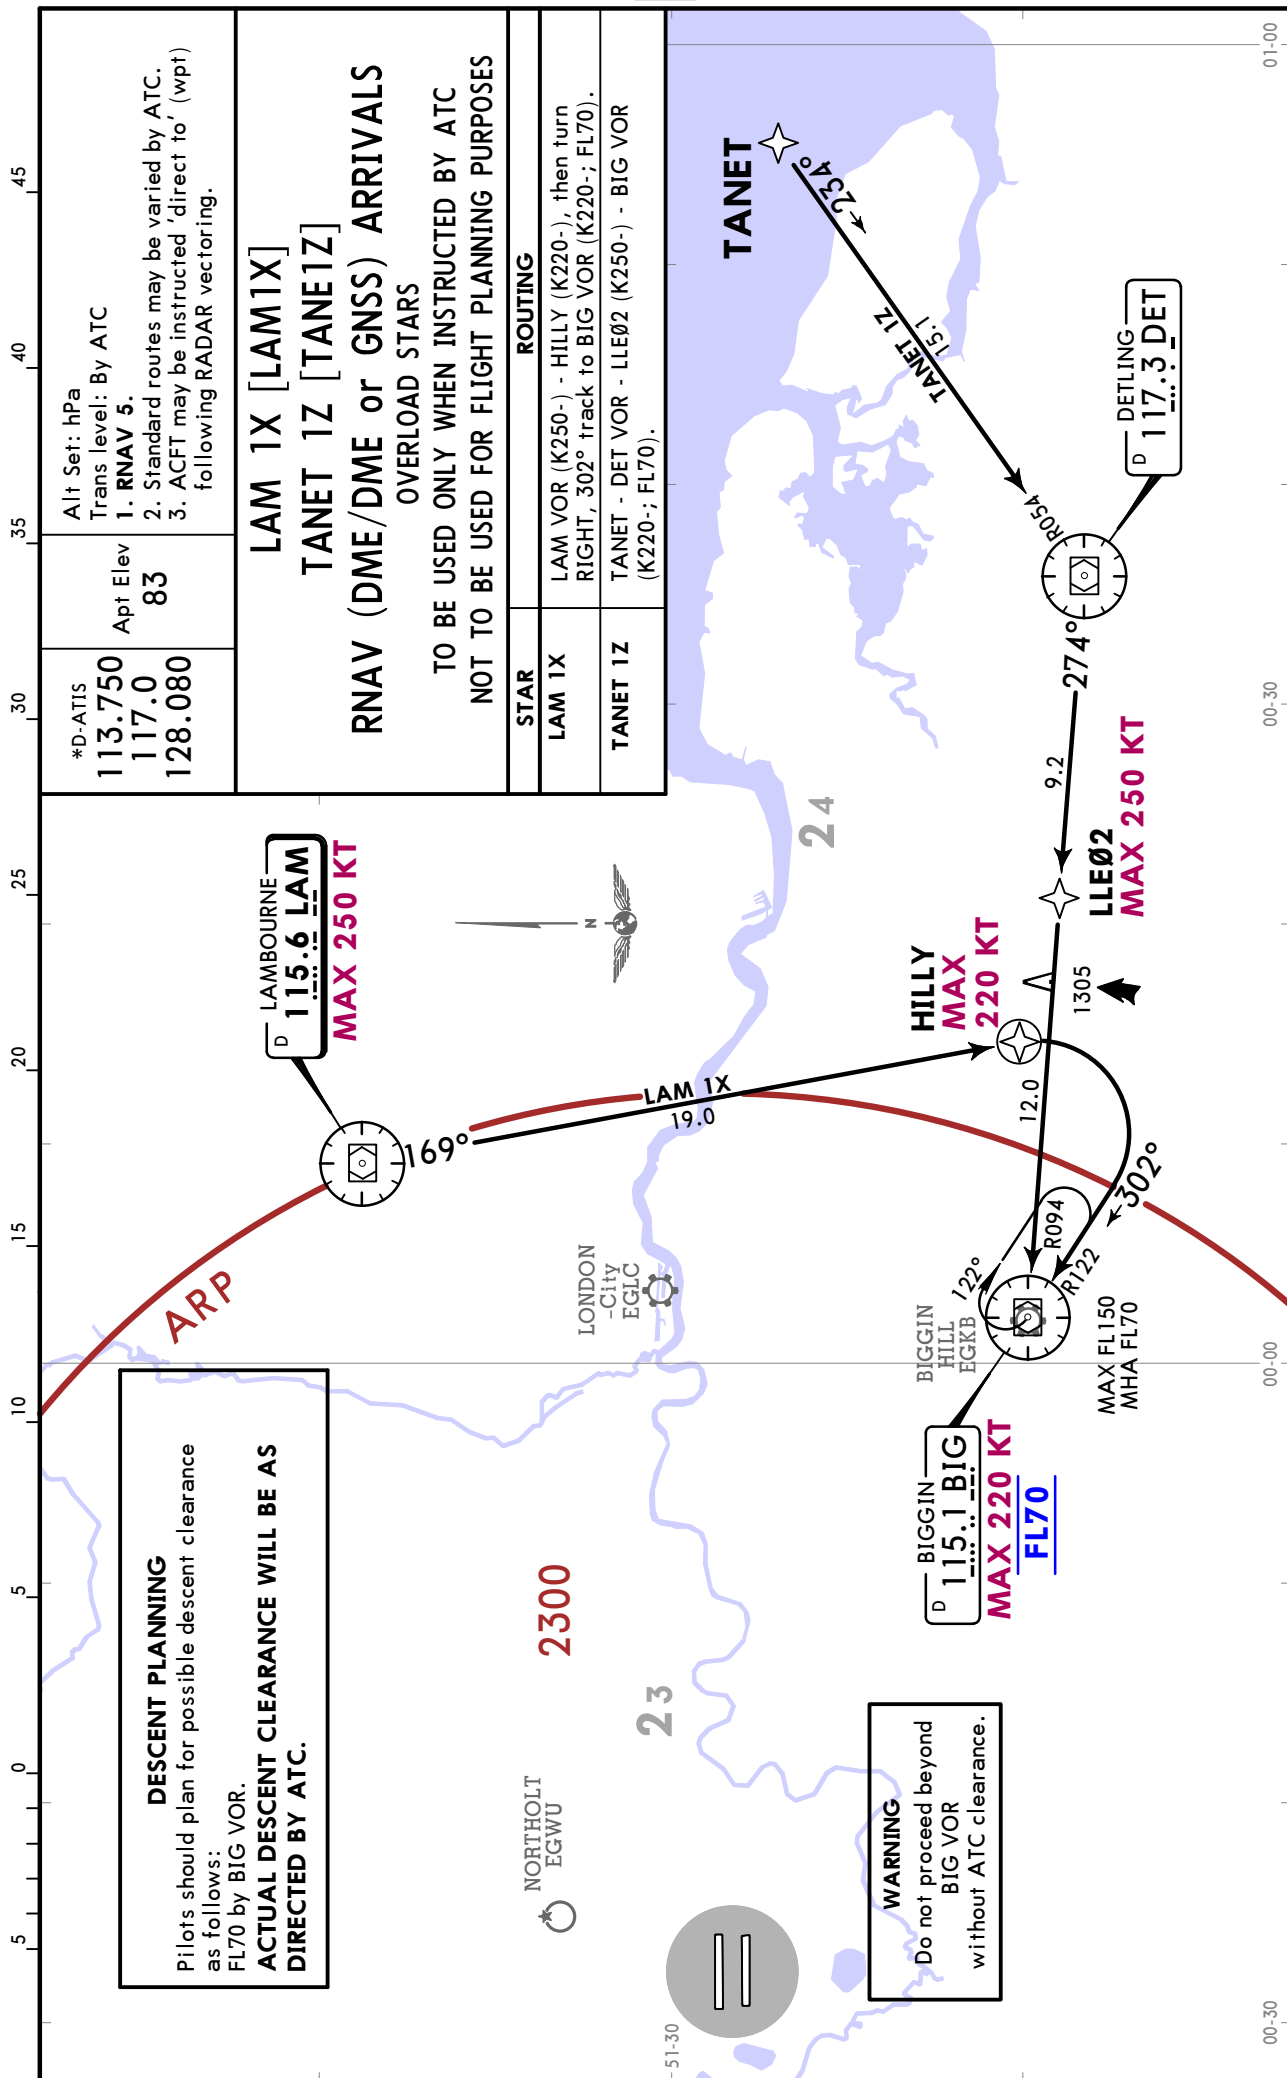 *D-ATIS
113.750
117.0
128.080
Apt Elev
83
Alt Set: hPa
Trans level: By ATC
1. RNAV 5.
2. Standard routes may be varied by ATC.
3. ACFT may be instructed 'direct to' (wpt)
following RADAR vectoring.
LAM 1X [LAM1X]
TANET 1Z [TANE1Z]
RNAV (DME/DME or GNSS) ARRIVALS
OVERLOAD STARS
TO BE USED ONLY WHEN INSTRUCTED BY ATC
NOT TO BE USED FOR FLIGHT PLANNING PURPOSES
STAR
ROUTING
LAM 1X
LAM VOR (K250-) - HILLY (K220-), then turn
RIGHT, 302° track to BIG VOR (K220-; FL70).
TANET 1Z
TANET - DET VOR - LLEØ2 (K250-) - BIG VOR
(K220-; FL70).
5
0
5
10
15
20
25
30
35
40
45
DESCENT PLANNING
Pilots should plan for possible descent clearance
as follows:
FL70 by BIG VOR.
ACTUAL DESCENT CLEARANCE WILL BE AS
DIRECTED BY ATC.
ARP
D
LAMBOURNE
115.6 LAM
MAX 250 KT
169°
LAM 1X
19.0
N
NORTHOLT
EGWU
2300
23
24
LONDON
-City
EGLC
51-30
TANET
234°
TANET 1Z
15.1
R054
D
DETLING
117.3 DET
274°
9.2
LLEØ2
MAX 250 KT
HILLY
MAX
220 KT
1305
12.0
302°
R094
R122
122°
BIGGIN
HILL
EGKB
MAX FL150
MHA FL70
D
BIGGIN
115.1 BIG
MAX 220 KT
FL70
WARNING
Do not proceed beyond
BIG VOR
without ATC clearance.
00-30
00-00
00-30
01-00